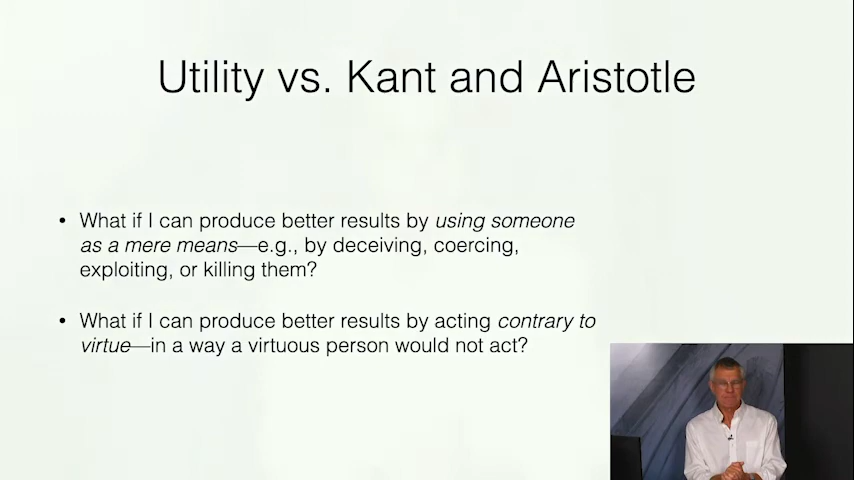 Utility vs. Kant and Aristotle
• What if I can produce better results by using someone
as a mere means—e.g., by deceiving, coercing,
exploiting, or killing them?
• What if I can produce better results by acting contrary to
virtue—in a way a virtuous person would not act?